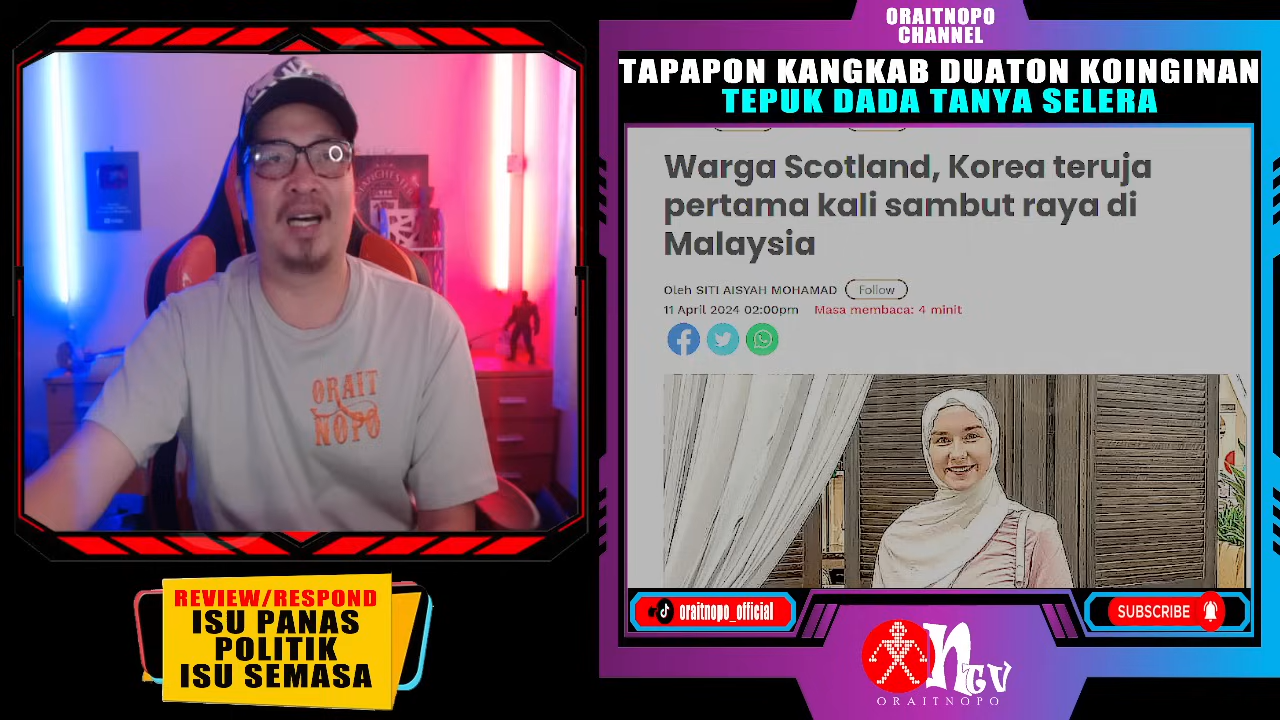 ORAITNOPO
CHANNEL
TAPAPON KANGKAB DUATON KOINGINAN
TEPUK DADA TANYA SELERA
MANCHESTER
ORAIT
NOPO
Warga Scotland, Korea teruja
pertama kali sambut raya di
Malaysia
Oleh SITI AISYAH MOHAMAD Follow
11 April 2024 02:00pm Masa membaca: 4 minit
REVIEW/RESPOND
ISU PANAS
POLITIK
ISU SEMASA
oraitnopo_official
SUBSCRIBE
n TV
ORAITNOPO